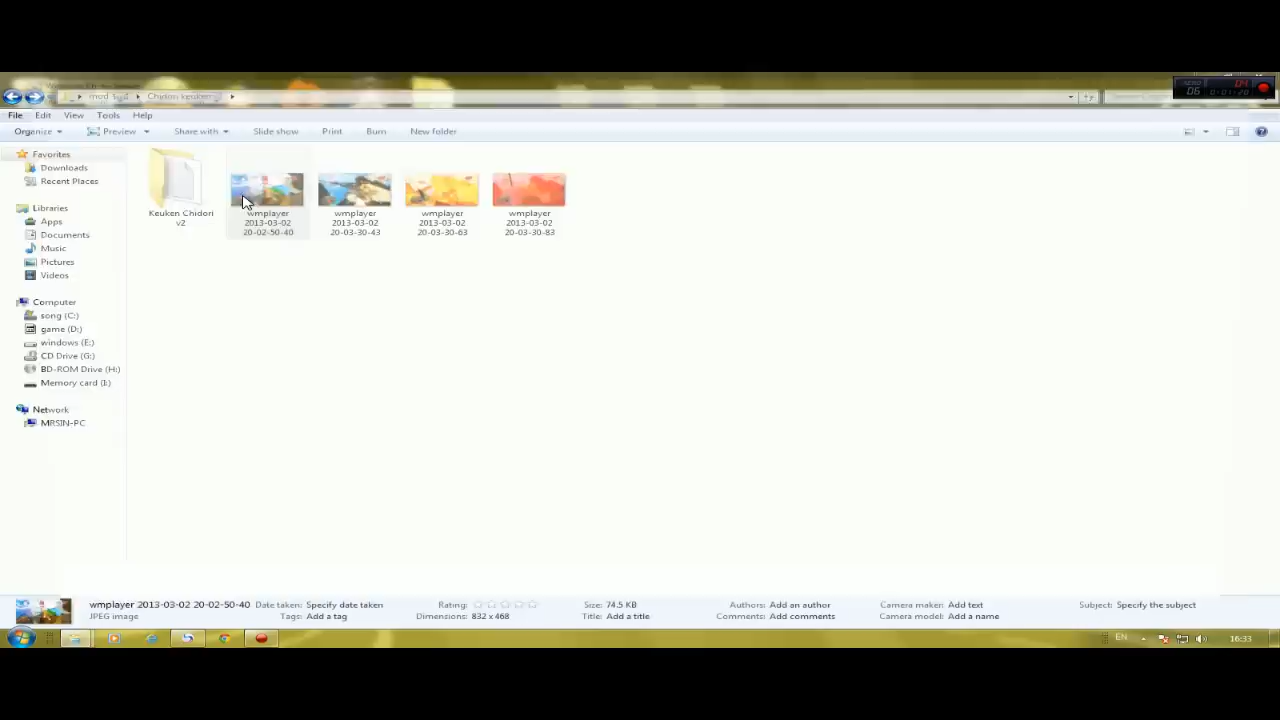 File Edit View Tools Help
Organize Preview Share with Slide show Print Burn New folder
Favorites
Downloads
Recent Places
Libraries
Apps
Documents
Music
Pictures
Videos
Computer
song (C:)
game (D:)
windows (E:)
CD Drive (G:)
BD-ROM Drive (H:)
Memory card (I:)
Network
MRSIN-PC
Keuken Chidori
v2
wmplayer
2013-03-02
20-02-50-40
wmplayer
2013-03-02
20-03-30-43
wmplayer
2013-03-02
20-03-30-63
wmplayer
2013-03-02
20-03-30-83
wmplayer 2013-03-02 20-02-50-40 Date taken: Specify date taken Rating: Size: 74.5 KB Authors: Add an author Camera maker: Add text Subject: Specify the subject
JPEG image Tags: Add a tag Dimensions: 832 x 468 Title: Add a title Comments: Add comments Camera model: Add a name
EN 16:33